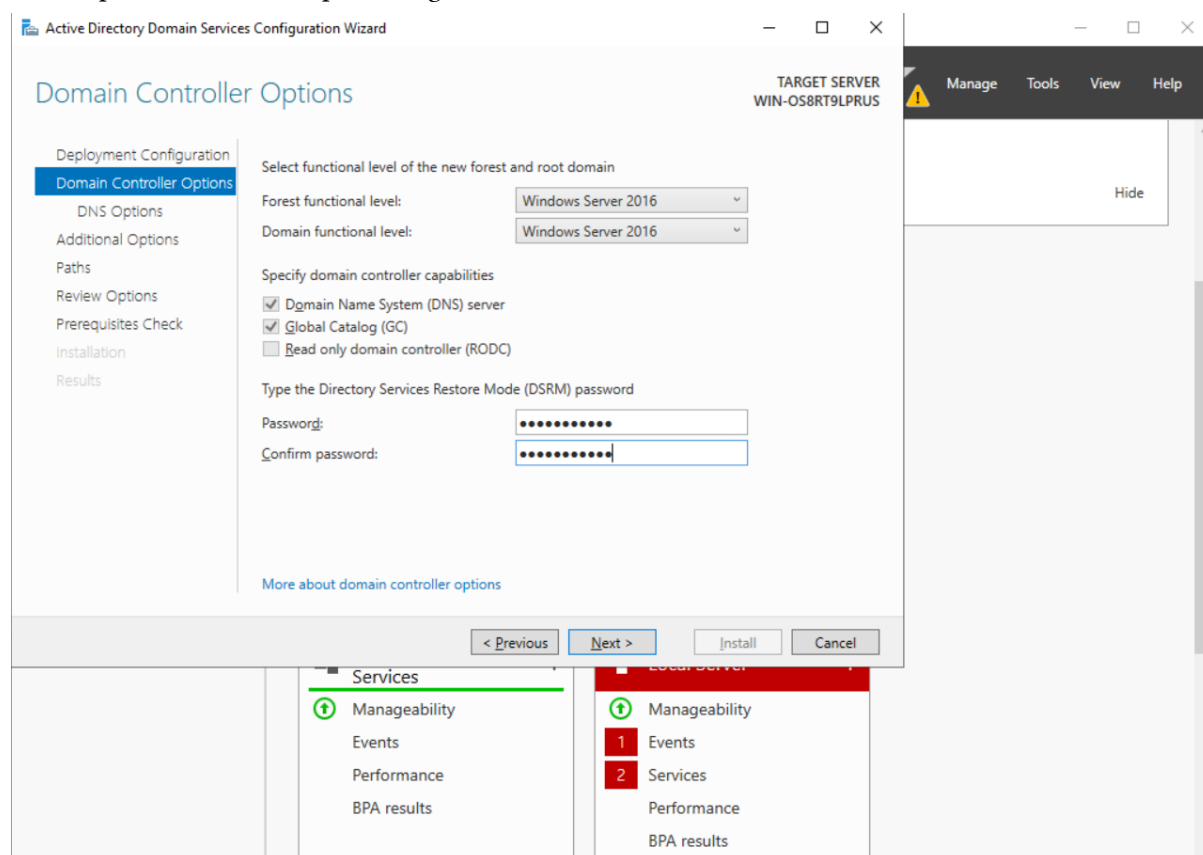 Active Directory Domain Services Configuration Wizard
Domain Controller Options
TARGET SERVER
WIN-OS8RT9LPRUS
Manage Tools View Help
Hide
Deployment Configuration
Domain Controller Options
DNS Options
Additional Options
Paths
Review Options
Prerequisites Check
Installation
Results
Select functional level of the new forest and root domain
Forest functional level: Windows Server 2016
Domain functional level: Windows Server 2016
Specify domain controller capabilities
Domain Name System (DNS) server
Global Catalog (GC)
Read only domain controller (RODC)
Type the Directory Services Restore Mode (DSRM) password
Password: •••••••••••
Confirm password: •••••••••••
More about domain controller options
< Previous Next > Install Cancel
Services
Manageability
Events
Performance
BPA results
Local Server
Manageability
1 Events
2 Services
Performance
BPA results